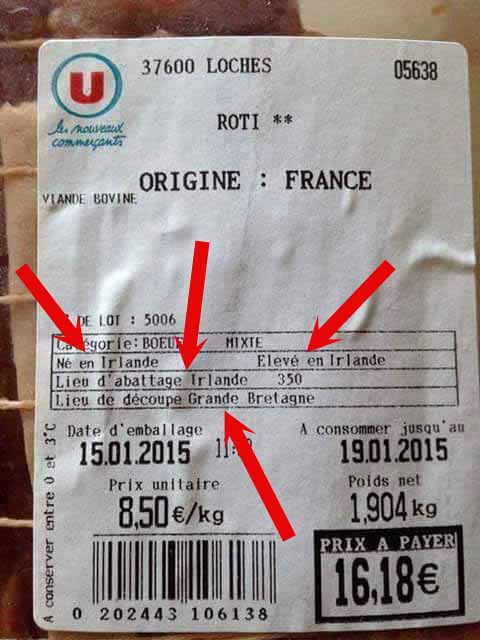 U
les nouveaux
commerçants
37600 LOCHES
05638
ROTI **
ORIGINE : FRANCE
VIANDE BOVINE
DE LOT : 5006
Catégorie: BOEUF MIXTE
Né en Irlande Elevé en Irlande
Lieu d'abattage Irlande 350
Lieu de découpe Grande Bretagne
A conserver entre 0 et 3°C
Date d'emballage
15.01.2015
A consommer jusqu'au
19.01.2015
Prix unitaire
8,50 €/kg
Poids net
1,904 kg
PRIX A PAYER
16,18€
0 202443 106138